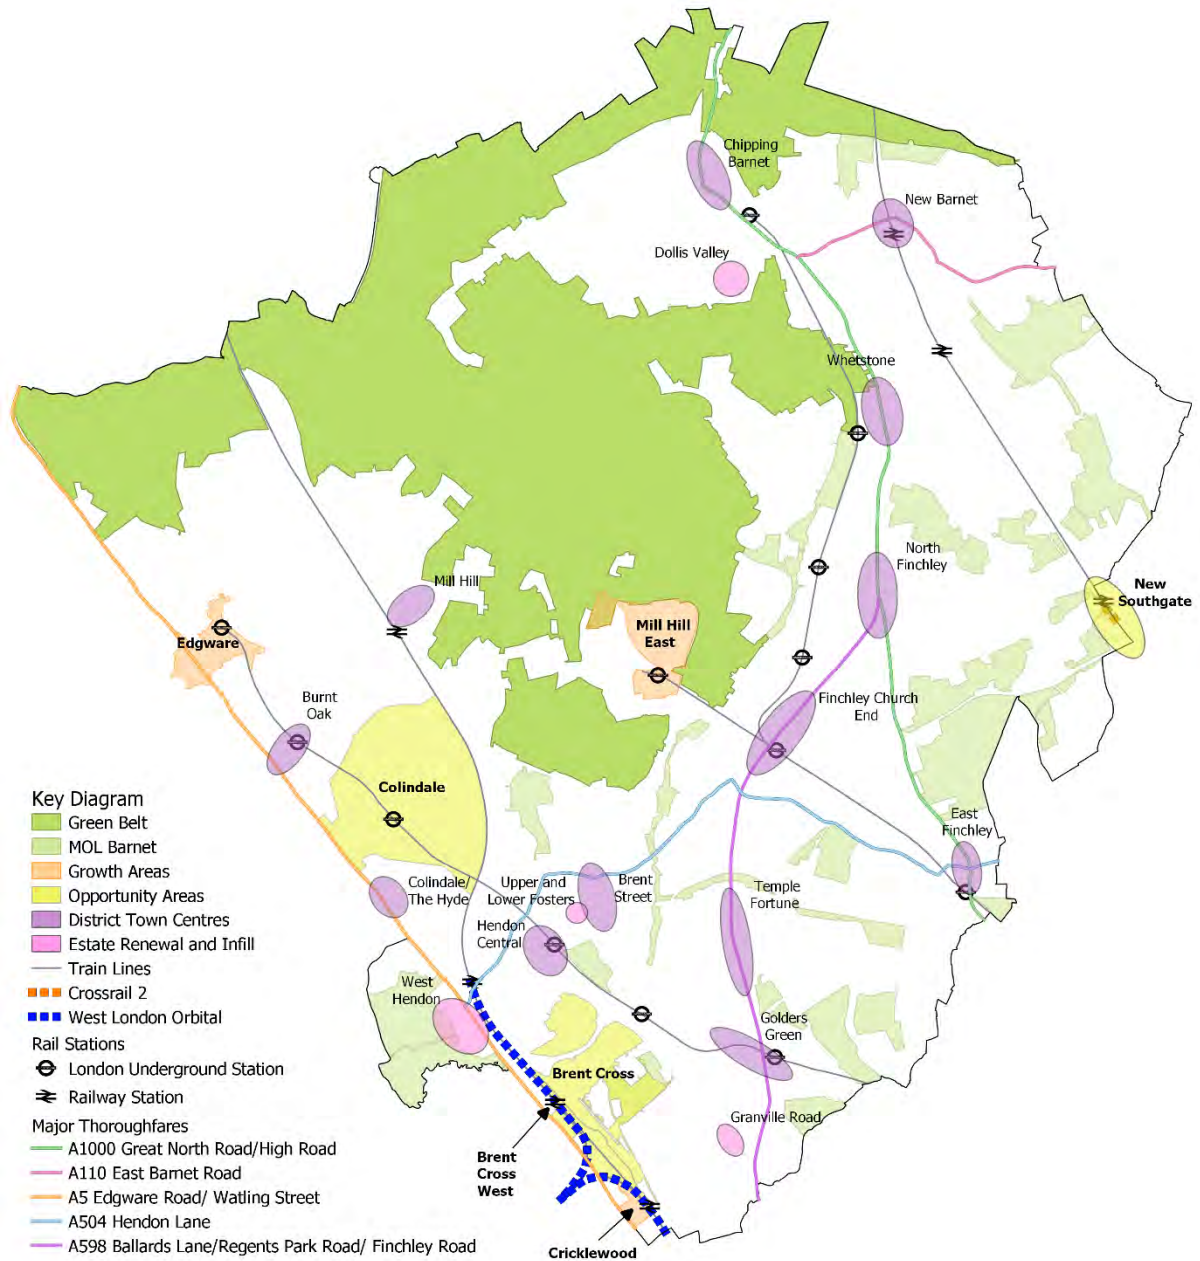 Chipping
Barnet
New Barnet
Dollis Valley
Whetstone
North
Finchley
Mill Hill
New
Southgate
Mill Hill
East
Edgware
Burnt
Oak
Finchley Church
End
Colindale
East
Finchley
Colindale/
The Hyde
Upper and
Lower Fosters
Brent
Street
Temple
Fortune
Hendon
Central
West
Hendon
Golders
Green
Brent Cross
Granville Road
Brent
Cross
West
Cricklewood
Key Diagram
Green Belt
MOL Barnet
Growth Areas
Opportunity Areas
District Town Centres
Estate Renewal and Infill
Train Lines
Crossrail 2
West London Orbital
Rail Stations
London Underground Station
Railway Station
Major Thoroughfares
A1000 Great North Road/High Road
A110 East Barnet Road
A5 Edgware Road/ Watling Street
A504 Hendon Lane
A598 Ballards Lane/Regents Park Road/ Finchley Road